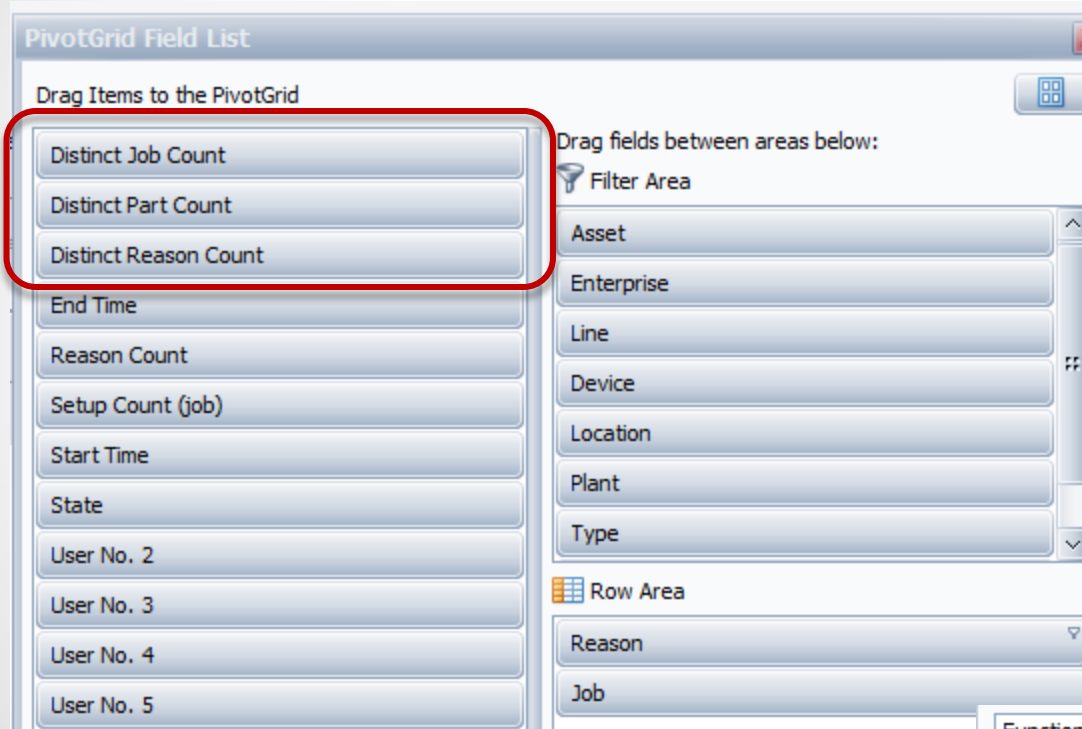 PivotGrid Field List
Drag Items to the PivotGrid
Distinct Job Count
Distinct Part Count
Distinct Reason Count
End Time
Reason Count
Setup Count (job)
Start Time
State
User No. 2
User No. 3
User No. 4
User No. 5
Drag fields between areas below:
Filter Area
Asset
Enterprise
Line
Device
Location
Plant
Type
Row Area
Reason
Job